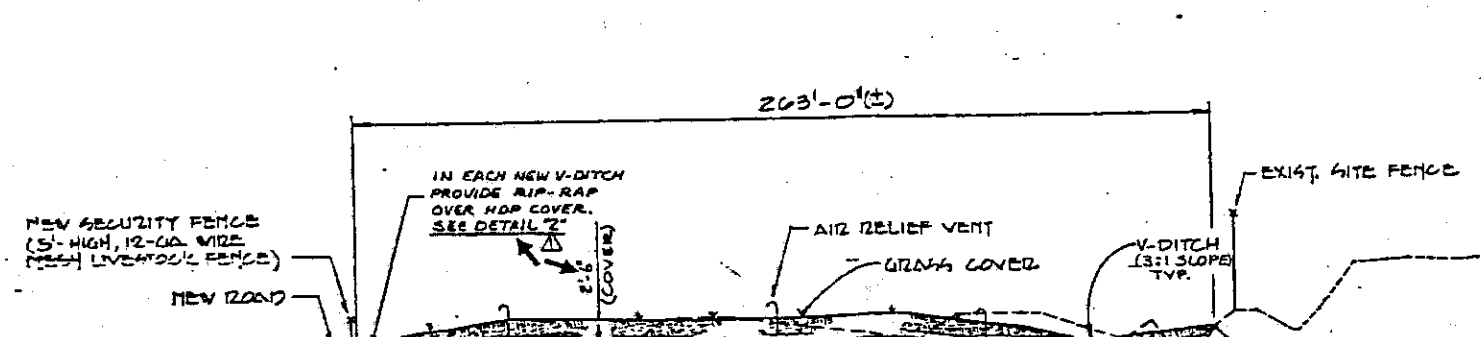 263'-0"(±)
IN EACH NEW V-DITCH
PROVIDE RIP-RAP
OVER HDP COVER.
SEE DETAIL "2"
EXIST. SITE FENCE
NEW SECURITY FENCE
(5'-HIGH, 12-GA WIRE
MESH LIVESTOCK FENCE)
AIR RELIEF VENT
V-DITCH
(3:1 SLOPE)
TYP.
GRASS COVER
2'-6"
(COVER)
NEW ROAD